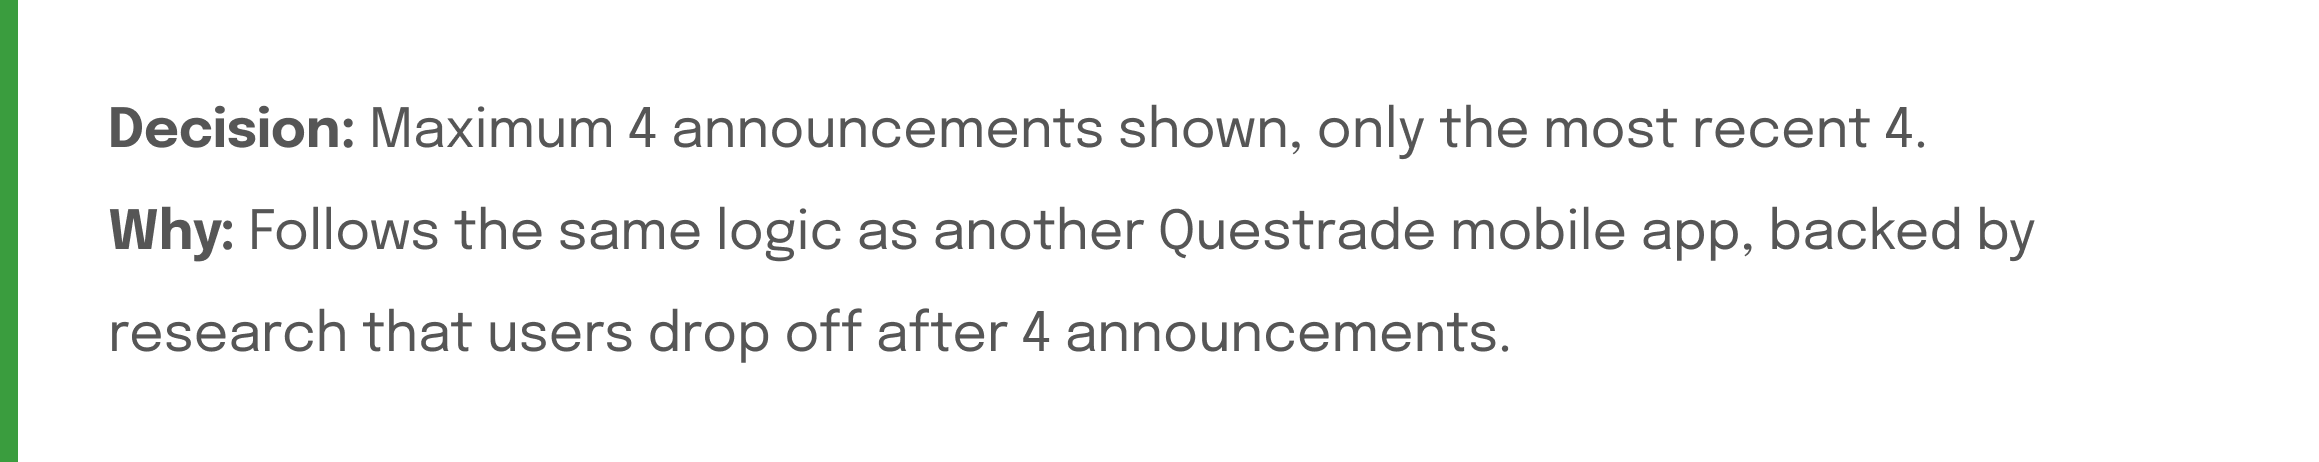 Decision: Maximum 4 announcements shown, only the most recent 4.
Why: Follows the same logic as another Questrade mobile app, backed by
research that users drop off after 4 announcements.